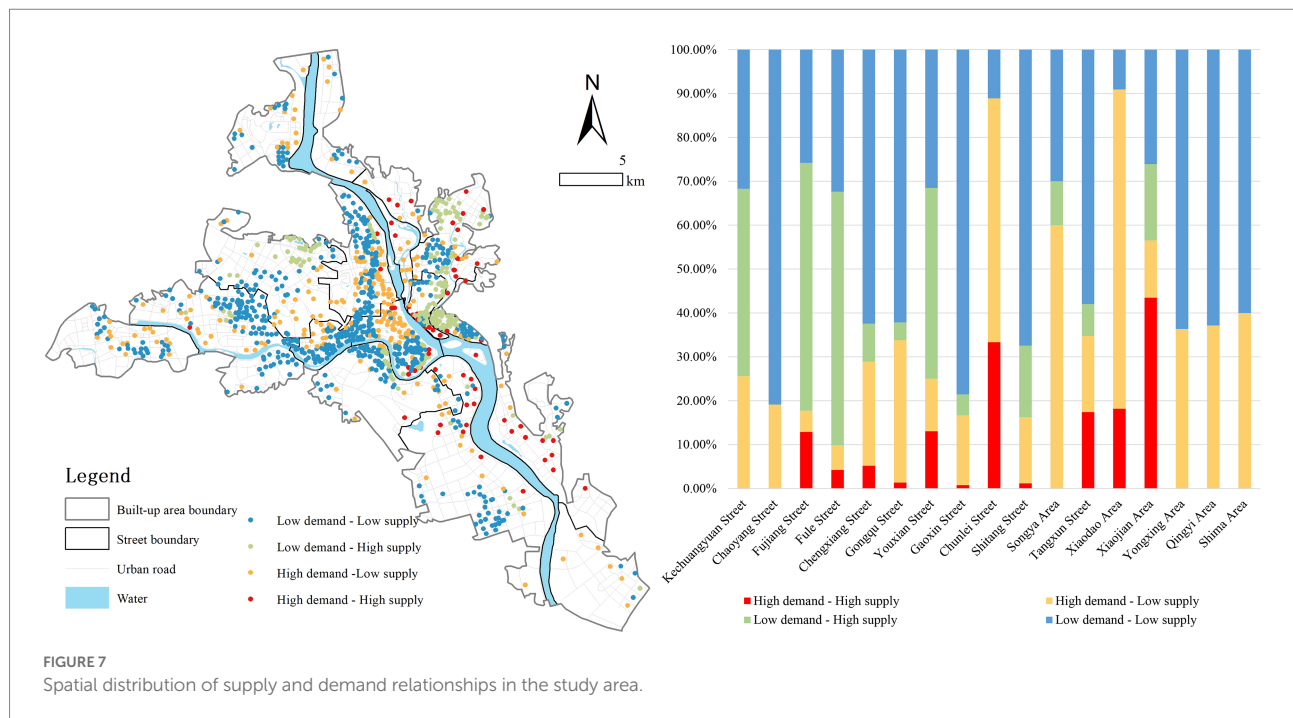 N
5
km
Legend
Built-up area boundary
Street boundary
Urban road
Water
Low demand - Low supply
Low demand - High supply
High demand -Low supply
High demand - High supply
100.00%
90.00%
80.00%
70.00%
60.00%
50.00%
40.00%
30.00%
20.00%
10.00%
0.00%
Kechuangyuan Street
Chaoyang Street
Fujiang Street
Fule Street
Chengxiang Street
Gongqu Street
Youxian Street
Gaoxin Street
Chunlei Street
Shitang Street
Songya Area
Tangxun Street
Xiaodao Area
Xiaojian Area
Yongxing Area
Qingyi Area
Shima Area
High demand - High supply
High demand - Low supply
Low demand - High supply
Low demand - Low supply
FIGURE 7
Spatial distribution of supply and demand relationships in the study area.